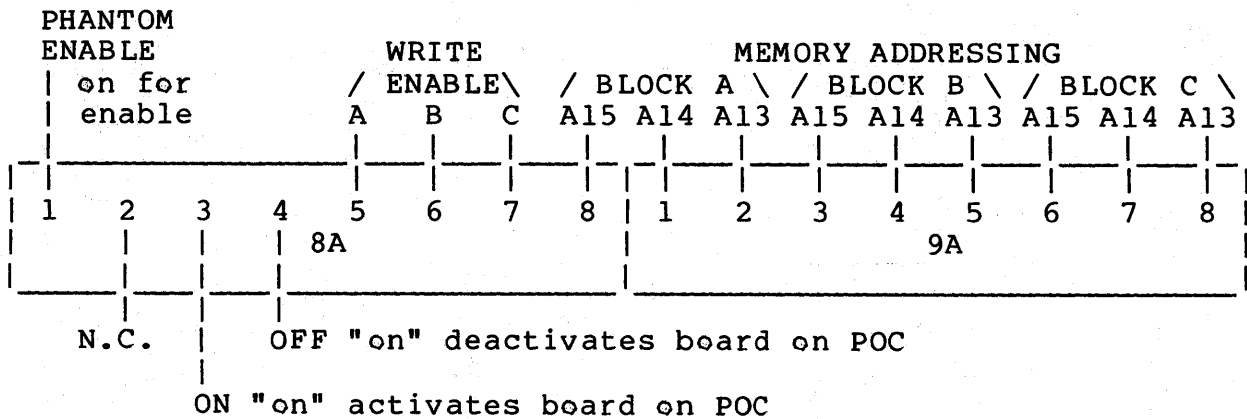 PHANTOM
ENABLE WRITE MEMORY ADDRESSING
on for / ENABLE\ / BLOCK A \ / BLOCK B \ / BLOCK C \
enable A B C A15 A14 A13 A15 A14 A13 A15 A14 A13
1 2 3 4 5 6 7 8 1 2 3 4 5 6 7 8
8A 9A
N.C. OFF "on" deactivates board on POC
ON "on" activates board on POC